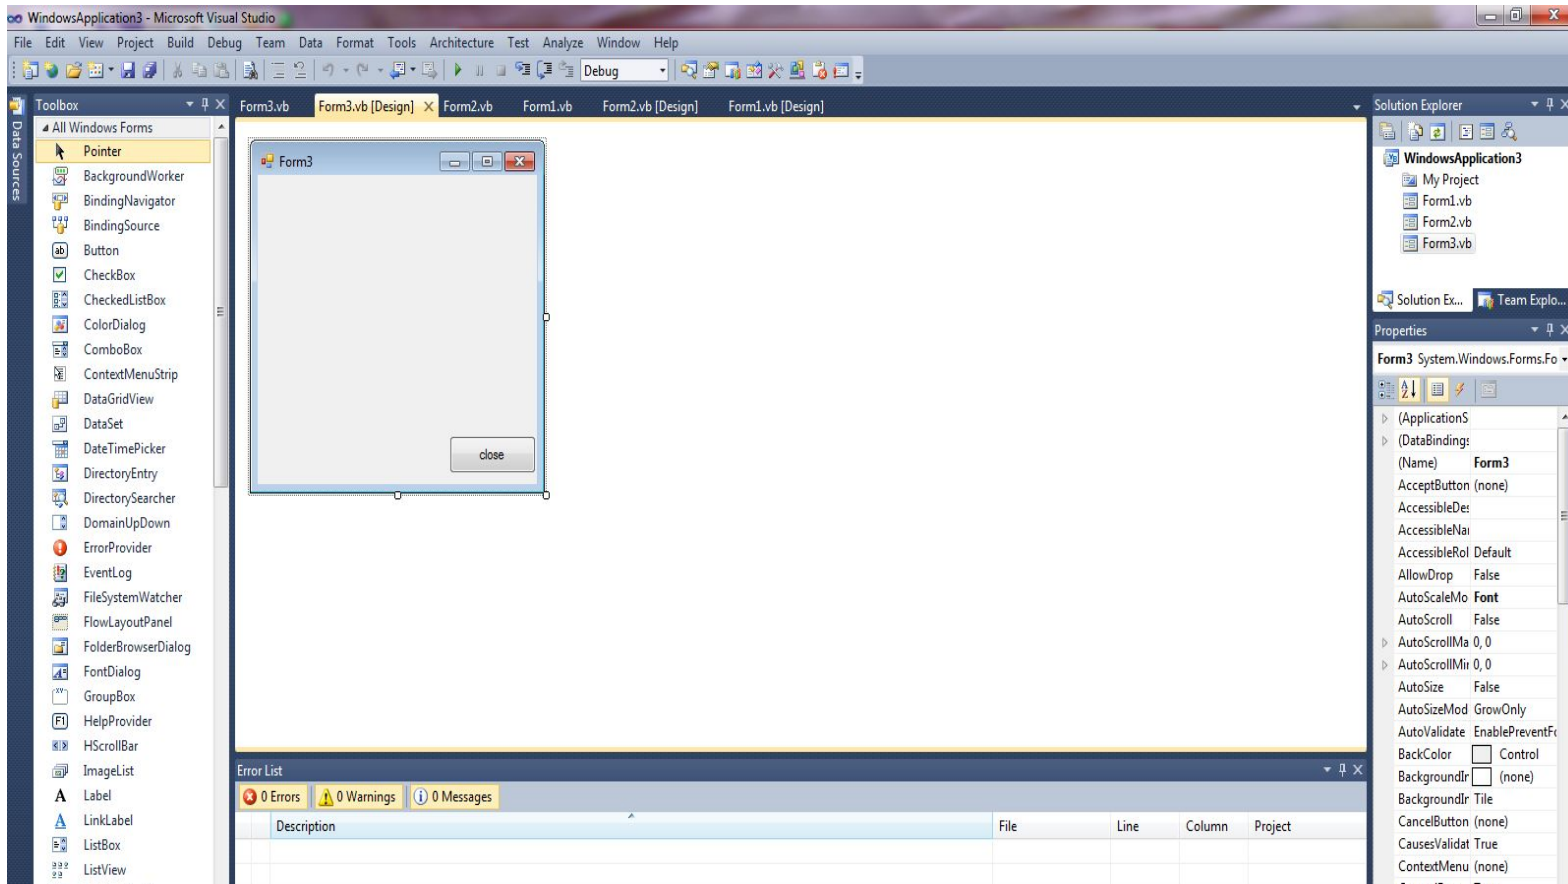 WindowsApplication3 - Microsoft Visual Studio
File Edit View Project Build Debug Team Data Format Tools Architecture Test Analyze Window Help
Debug
Data Sources
Toolbox
All Windows Forms
Pointer
BackgroundWorker
BindingNavigator
BindingSource
Button
CheckBox
CheckedListBox
ColorDialog
ComboBox
ContextMenuStrip
DataGridView
DataSet
DateTimePicker
DirectoryEntry
DirectorySearcher
DomainUpDown
ErrorProvider
EventLog
FileSystemWatcher
FlowLayoutPanel
FolderBrowserDialog
FontDialog
GroupBox
HelpProvider
HScrollBar
ImageList
Label
LinkLabel
ListBox
ListView
Form3.vb Form3.vb [Design] Form2.vb Form1.vb Form2.vb [Design] Form1.vb [Design]
Form3
close
Error List
0 Errors 0 Warnings 0 Messages
Description File Line Column Project
Solution Explorer
WindowsApplication3
My Project
Form1.vb
Form2.vb
Form3.vb
Solution Ex... Team Explo...
Properties
Form3 System.Windows.Forms.Fo
(ApplicationS
(DataBindings
(Name) Form3
AcceptButton (none)
AccessibleDes
AccessibleNa
AccessibleRol Default
AllowDrop False
AutoScaleMo Font
AutoScroll False
AutoScrollMa 0, 0
AutoScrollMi 0, 0
AutoSize False
AutoSizeMod GrowOnly
AutoValidate EnablePreventFo
BackColor Control
BackgroundIr (none)
BackgroundIr Tile
CancelButton (none)
CausesValidat True
ContextMenu (none)